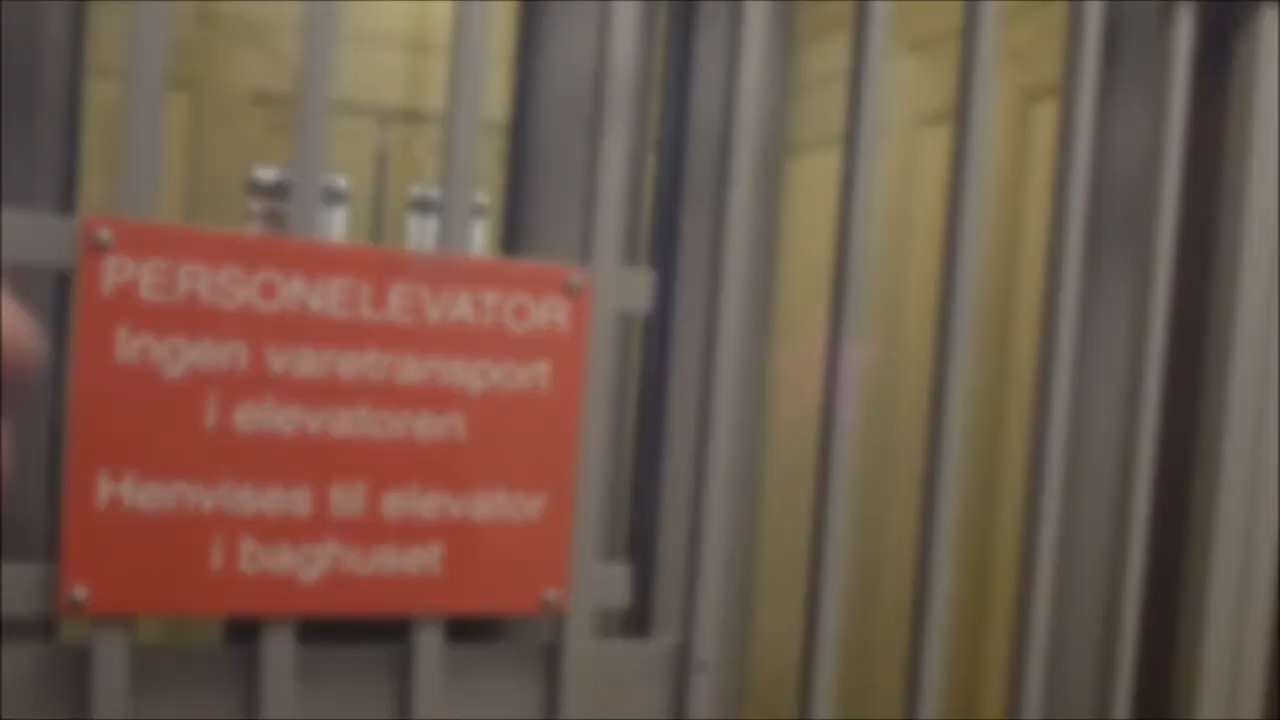 PERSONELEVATOR
Ingen varetransport
i elevatoren
Henvises til elevator
i baghuset